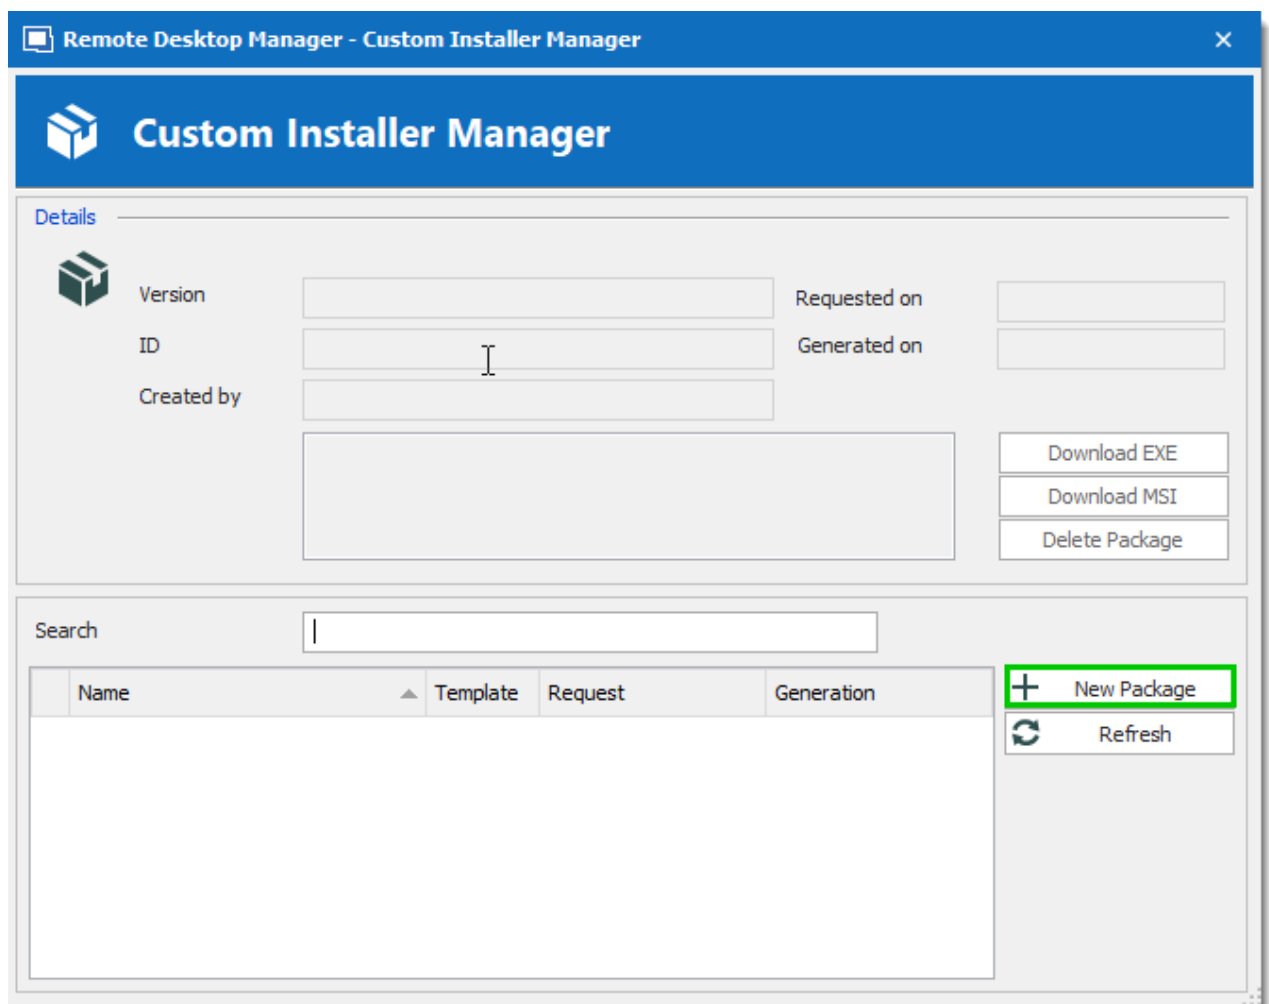 Remote Desktop Manager - Custom Installer Manager
Custom Installer Manager
Details
Version
Requested on
ID
Generated on
Created by
Download EXE
Download MSI
Delete Package
Search
Name Template Request Generation
New Package
Refresh